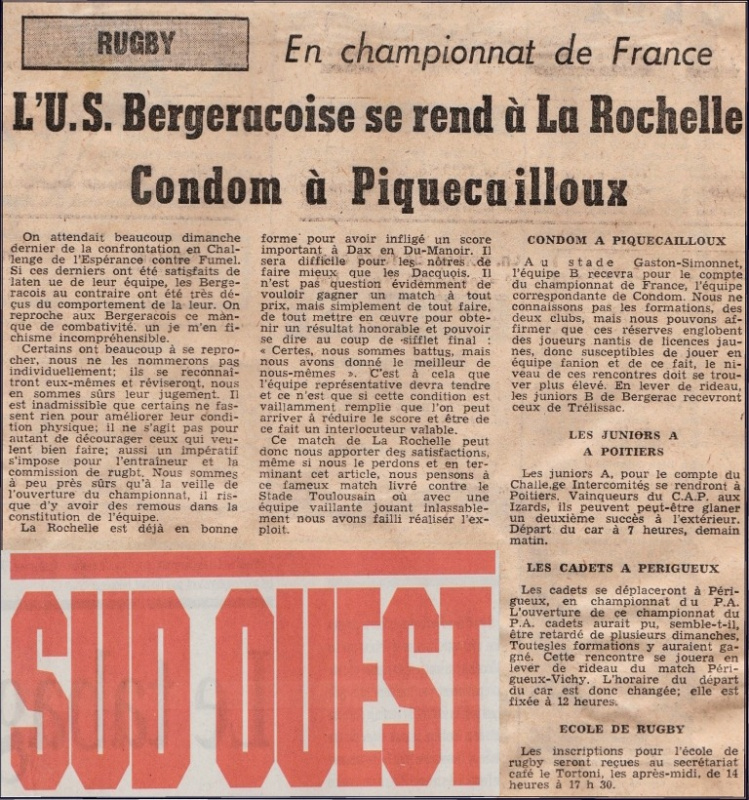 RUGBY
En championnat de France
L'U.S. Bergeracoise se rend à La Rochelle
Condom à Piquecailloux
On attendait beaucoup dimanche
dernier de la confrontation en Chal-
lenge de l'Espérance contre Fumel.
Si ces derniers ont été satisfaits de
laten ue de leur équipe, les Berge-
racois au contraire ont été très dé-
çus du comportement de la leur. On
reproche aux Bergeracois ce man-
que de combativité. un je m'en fi-
chisme incompréhensible.
Certains ont beaucoup à se repro-
cher, nous ne les nommerons pas
individuellement; ils se reconnai-
tront eux-mêmes et réviseront, nous
en sommes sûrs leur jugement. Il
est inadmissible que certains ne fas-
sent rien pour améliorer leur condi-
tion physique; il ne s'agit pas pour
autant de décourager ceux qui veu-
lent bien faire; aussi un impératif
s'impose pour l'entraîneur et la
commission de rugby. Nous sommes
à peu près sûrs qu'à la veille de
l'ouverture du championnat, il ris-
que d'y avoir des remous dans la
constitution de l'équipe.
La Rochelle est déjà en bonne
forme pour avoir infligé un score
important à Dax en Du-Manoir. Il
sera difficile pour les nôtres de
faire mieux que les Dacquois. Il
n'est pas question évidemment de
vouloir gagner un match à tout
prix, mais simplement de tout faire,
de tout mettre en œuvre pour obte-
nir un résultat honorable et pouvoir
se dire au coup de sifflet final :
« Certes, nous sommes battus, mais
nous avons donné le meilleur de
nous-mêmes ». C'est à cela que
l'équipe représentative devra tendre
et ce n'est que si cette condition est
vaillamment remplie que l'on peut
arriver à réduire le score et être de
ce fait un interlocuteur valable.
Ce match de La Rochelle peut
donc nous apporter des satisfactions,
même si nous le perdons et en ter-
minant cet article, nous pensons à
ce fameux match livré contre le
Stade Toulousain où avec une
équipe vaillante jouant inlassable-
ment nous avons failli réaliser l'ex-
ploit.
CONDOM A PIQUECAILLOUX
Au stade Gaston-Simonnet,
l'équipe B recevra pour le compte
du championnat de France, l'équipe
correspondante de Condom. Nous ne
connaissons pas les formations, des
deux clubs, mais nous pouvons af-
firmer que ces réserves englobent
des joueurs nantis de licences jau-
nes, donc susceptibles de jouer en
équipe fanion et de ce fait, le ni-
veau de ces rencontres doit se trou-
ver plus élevé. En lever de rideau,
les juniors B de Bergerac recevront
ceux de Trélissac.
LES JUNIORS A
A POITIERS
Les juniors A, pour le compte du
Challe.ge Intercomités se rendront à
Poitiers. Vainqueurs du C.A.P. aux
Izards, ils peuvent peut-être glaner
un deuxième succès à l'extérieur.
Départ du car à 7 heures, demain
matin.
LES CADETS A PERIGUEUX
Les cadets se déplaceront à Péri-
gueux, en championnat du P.A.
L'ouverture de ce championnat du
P.A. cadets aurait pu, semble-t-il,
être retardé de plusieurs dimanches,
Toutesles formations y auraient ga-
gné. Cette rencontre se jouera en
lever de rideau du match Péri-
gueux-Vichy. L'horaire du départ
du car est donc changée; elle est
fixée à 12 heures.
ECOLE DE RUGBY
Les inscriptions pour l'école de
rugby seront reçues au secrétariat
café le Tortoni, les après-midi, de 14
heures à 17 h 30.
SUD OUEST